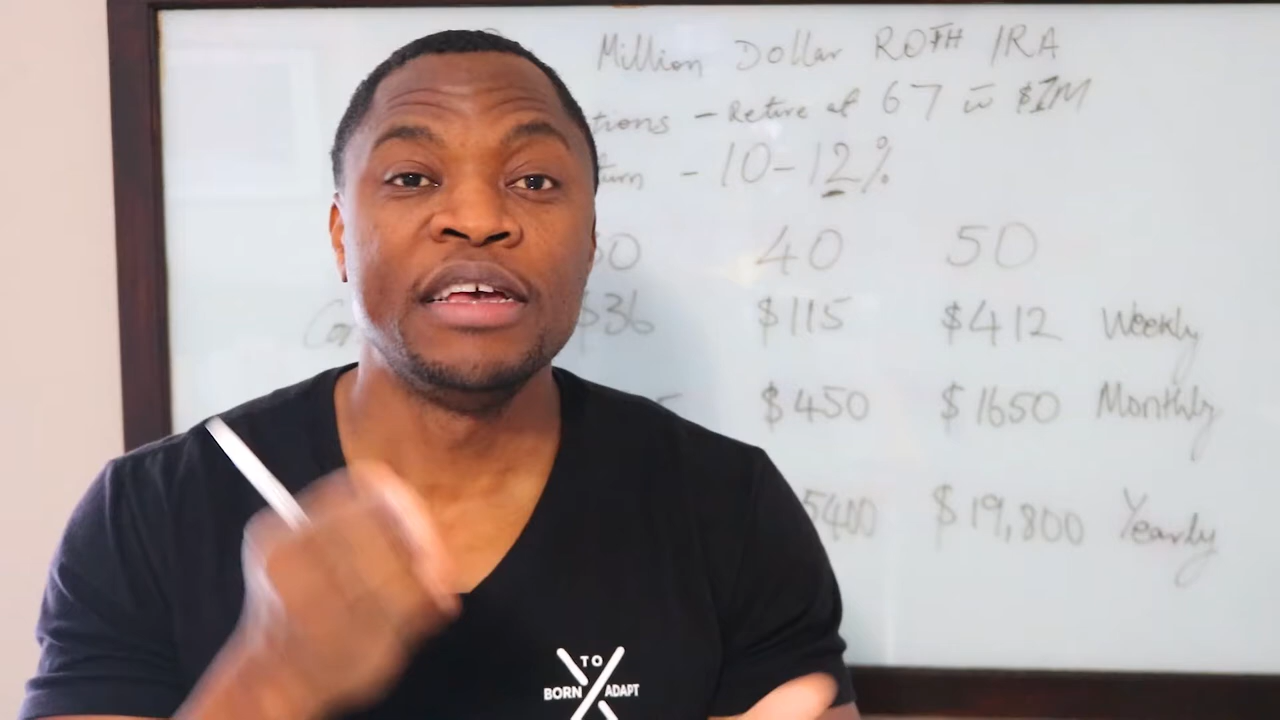 Million Dollar ROTH IRA
tions - Retire at 67 w $1M
turn - 10-12%
40 50
$36 $115 $412 Weekly
$450 $1650 Monthly
5400 $19,800 Yearly
TO
BORN ADAPT